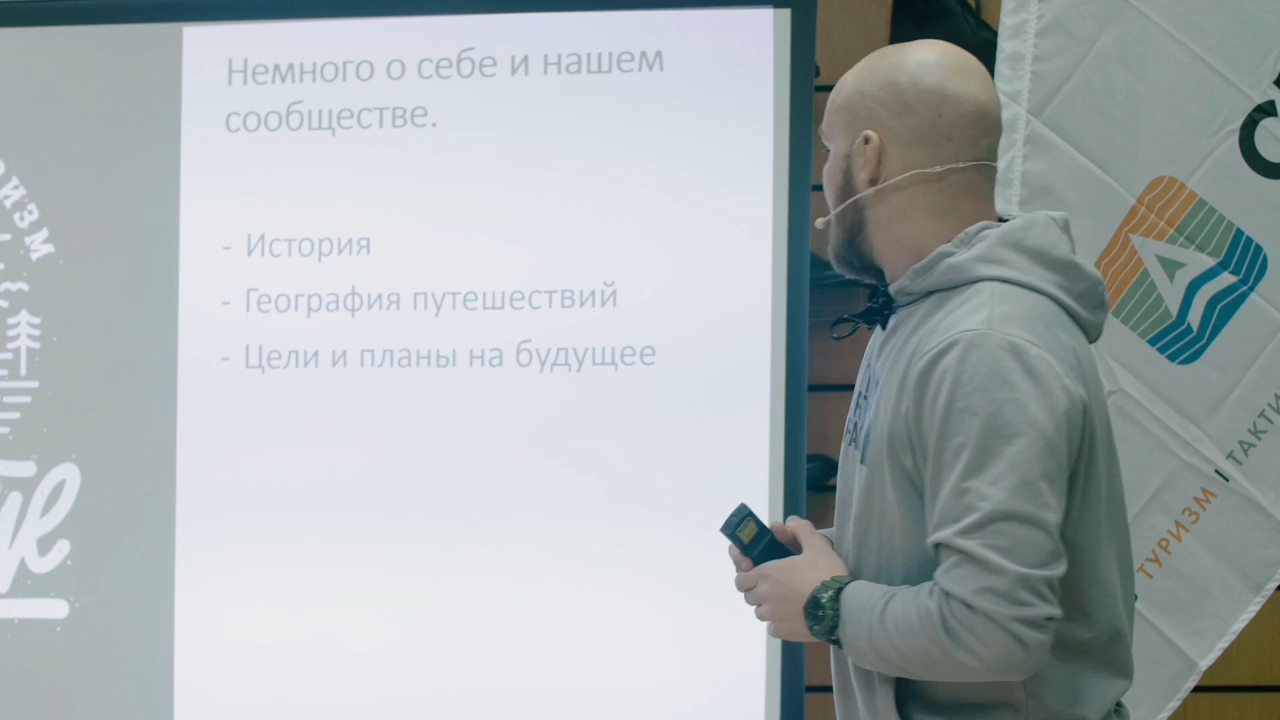 Немного о себе и нашем
сообществе.
- История
- География путешествий
- Цели и планы на будущее
ТУРИЗМ I